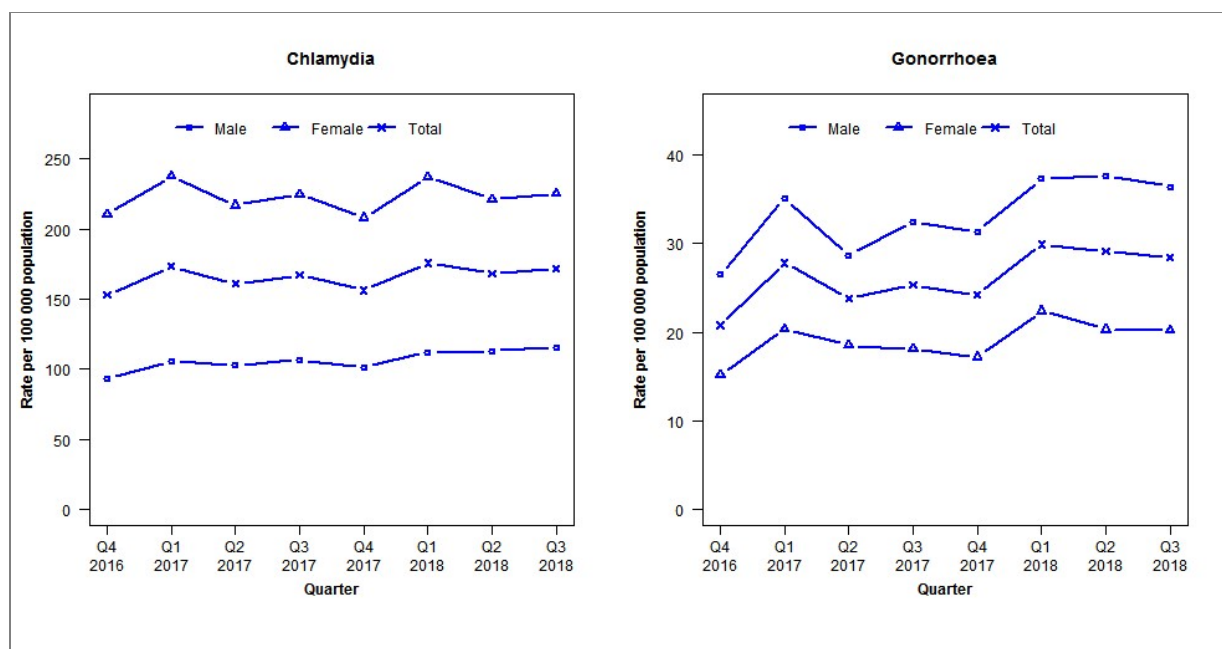 Chlamydia
Male Female Total
250
200
150
100
50
0
Rate per 100 000 population
Q4 Q1 Q2 Q3 Q4 Q1 Q2 Q3
2016 2017 2017 2017 2017 2018 2018 2018
Quarter
Gonorrhoea
Male Female Total
40
30
20
10
0
Rate per 100 000 population
Q4 Q1 Q2 Q3 Q4 Q1 Q2 Q3
2016 2017 2017 2017 2017 2018 2018 2018
Quarter